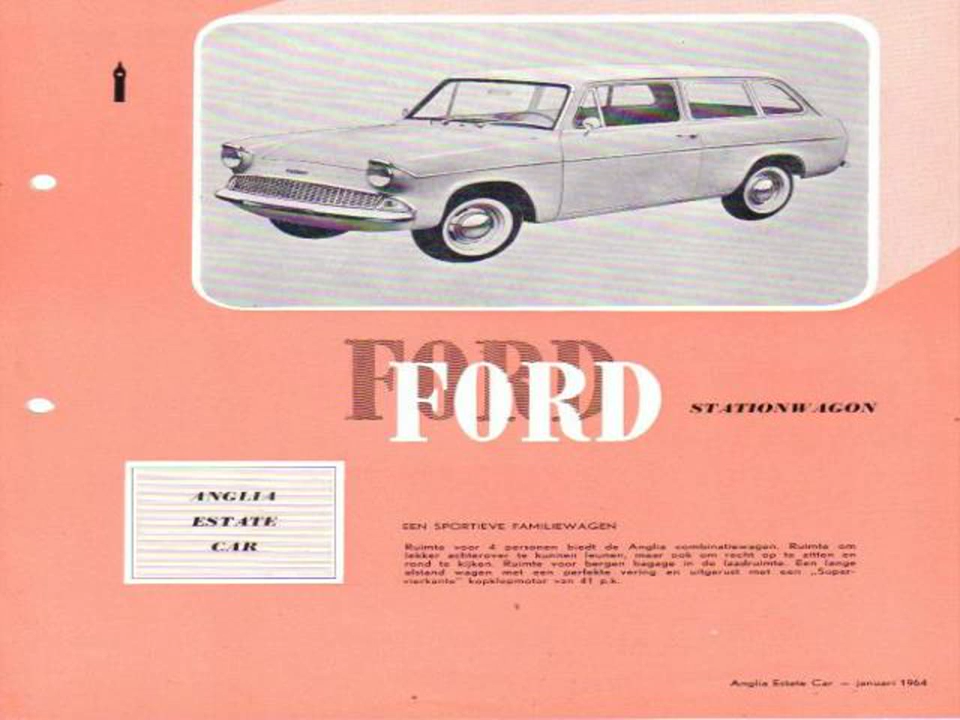 FORD
FORD
STATIONWAGON
ANGLIA
ESTATE
CAR
EEN SPORTIEVE FAMILIEWAGEN
Ruimte voor 4 personen biedt de Anglia combinatiewagen. Ruimte om
lekker achterover te kunnen leunen, maar ook om recht op te zitten en
rond te kijken. Ruimte voor bergen bagage in de laadruimte. Een lange
afstand wagen met een perfekte vering en uitgerust met een „Super-
vierkante" kopklepmotor van 41 p.k.
Anglia Estate Car — januari 1964